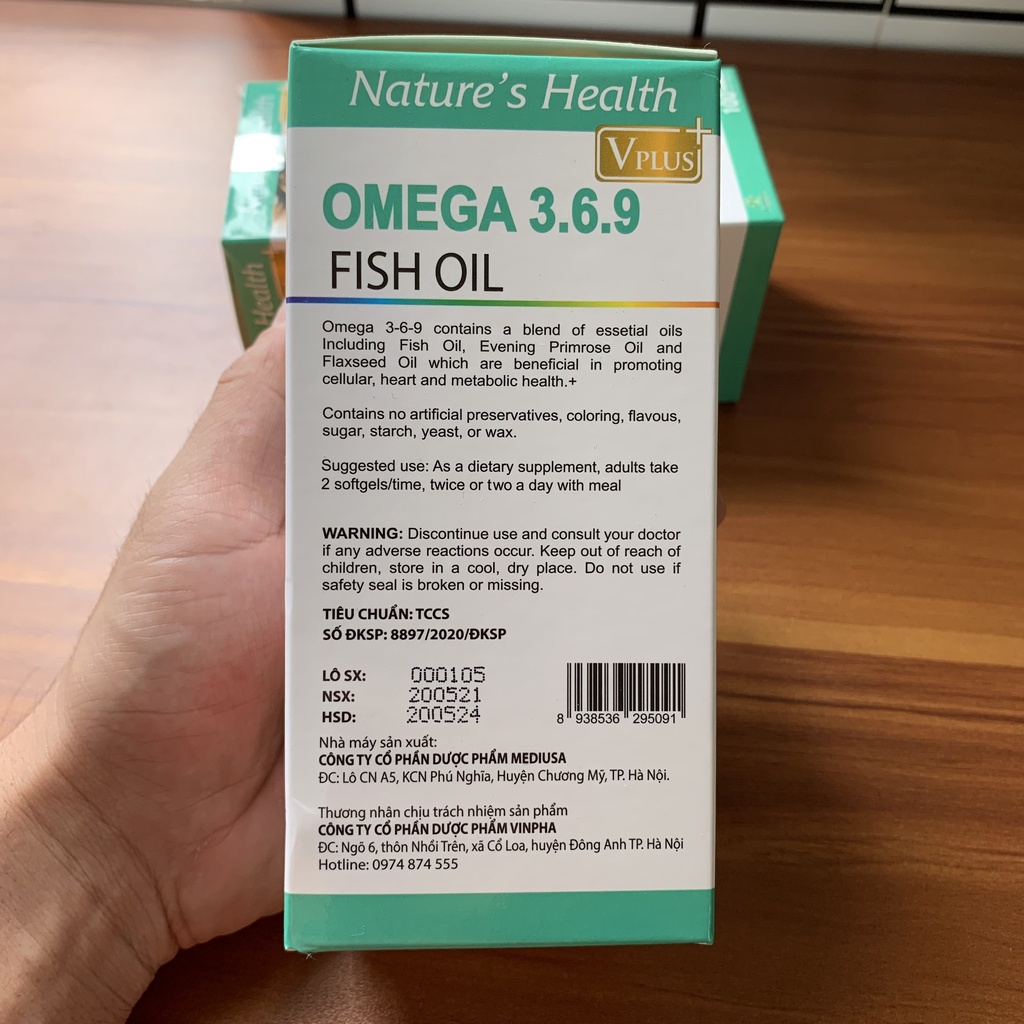 Nature's Health
VPLUS+
OMEGA 3.6.9
FISH OIL
Omega 3-6-9 contains a blend of essetial oils
Including Fish Oil, Evening Primrose Oil and
Flaxseed Oil which are beneficial in promoting
cellular, heart and metabolic health.+
Contains no artificial preservatives, coloring, flavous,
sugar, starch, yeast, or wax.
Suggested use: As a dietary supplement, adults take
2 softgels/time, twice or two a day with meal
WARNING: Discontinue use and consult your doctor
if any adverse reactions occur. Keep out of reach of
children, store in a cool, dry place. Do not use if
safety seal is broken or missing.
TIÊU CHUẨN: TCCS
SỐ ĐKSP: 8897/2020/ĐKSP
LÔ SX: 000105
NSX: 200521
HSD: 200524
8 938536 295091
Nhà máy sản xuất:
CÔNG TY CỔ PHẦN DƯỢC PHẨM MEDIUSA
ĐC: Lô CN A5, KCN Phú Nghĩa, Huyện Chương Mỹ, TP. Hà Nội.
Thương nhân chịu trách nhiệm sản phẩm
CÔNG TY CỔ PHẦN DƯỢC PHẨM VINPHA
ĐC: Ngõ 6, thôn Nhồi Trên, xã Cổ Loa, huyện Đông Anh TP. Hà Nội
Hotline: 0974 874 555
Health